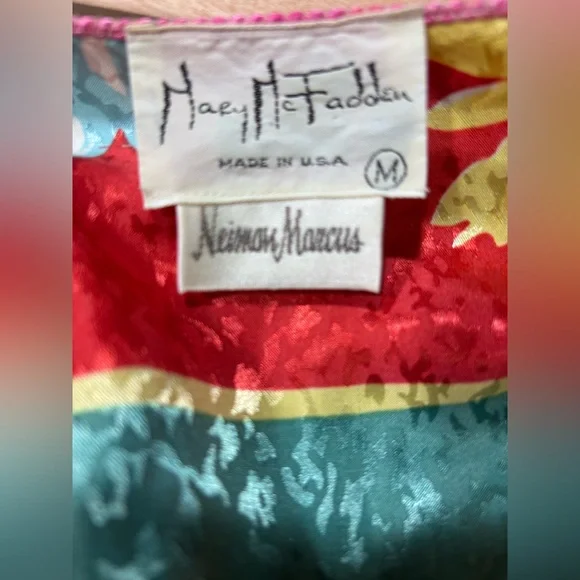 Mary McFadden
MADE IN U.S.A
M
Neiman Marcus